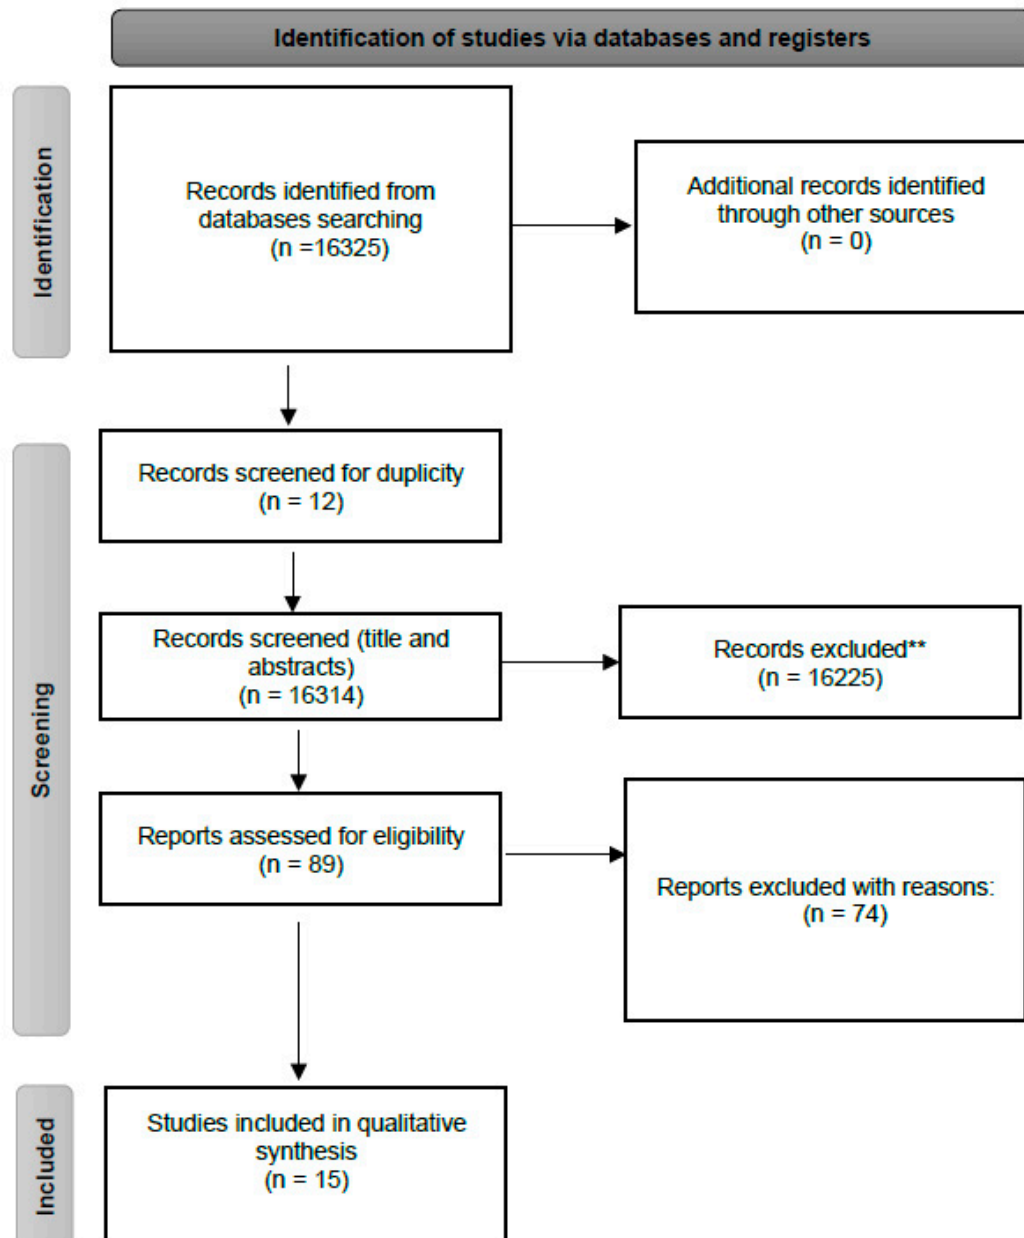 Identification of studies via databases and registers
Identification
Records identified from
databases searching
(n =16325)
Additional records identified
through other sources
(n = 0)
Screening
Records screened for duplicity
(n = 12)
Records screened (title and
abstracts)
(n = 16314)
Records excluded**
(n = 16225)
Reports assessed for eligibility
(n = 89)
Reports excluded with reasons:
(n = 74)
Included
Studies included in qualitative
synthesis
(n = 15)